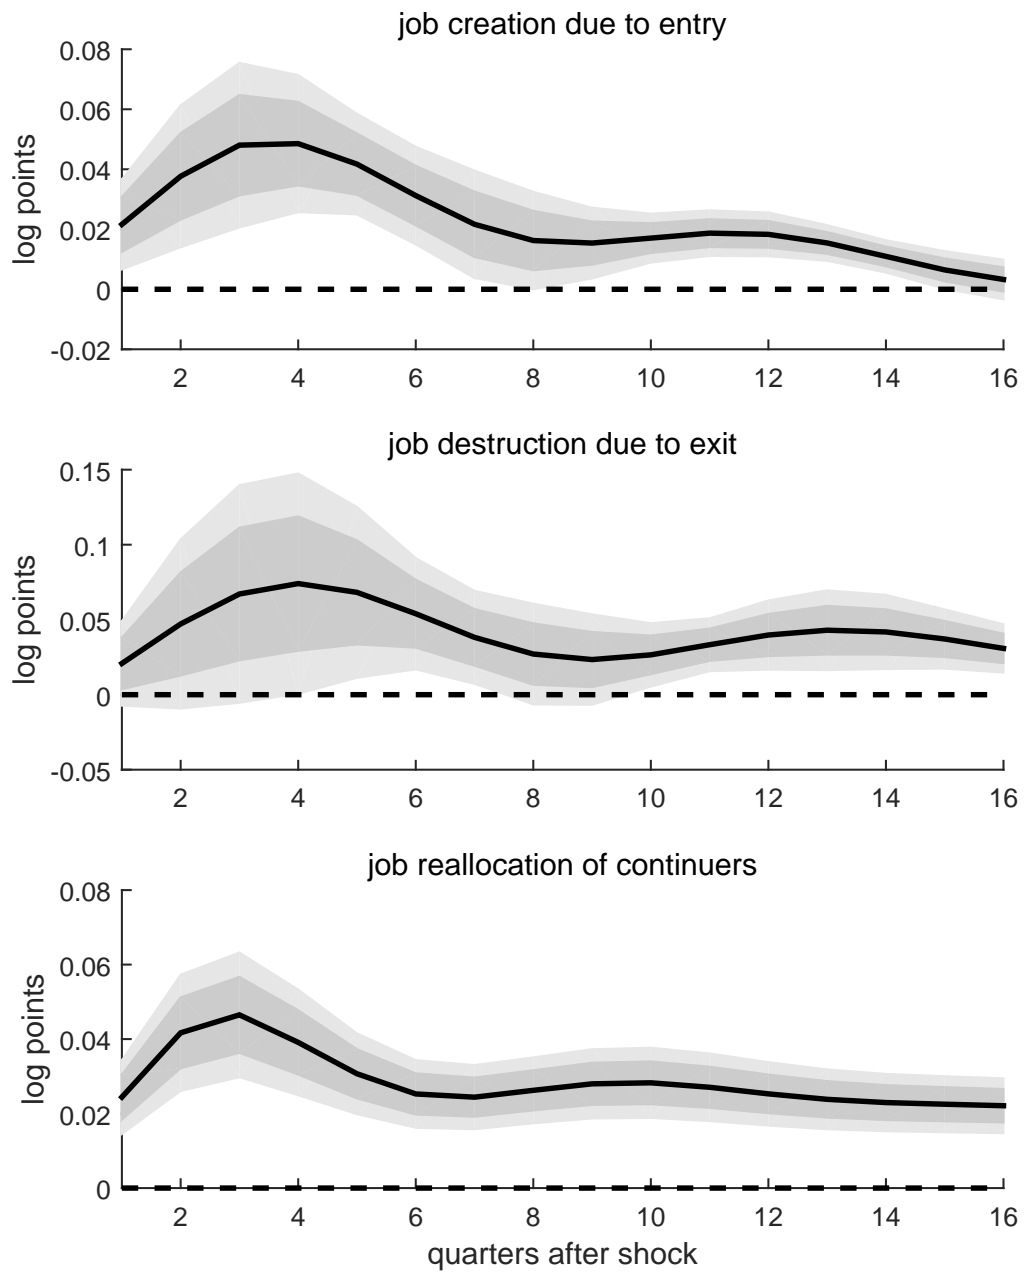 job creation due to entry
0.08
0.06
0.04
0.02
0
-0.02
log points
2 4 6 8 10 12 14 16
job destruction due to exit
0.15
0.1
0.05
0
-0.05
log points
2 4 6 8 10 12 14 16
job reallocation of continuers
0.08
0.06
0.04
0.02
0
log points
2 4 6 8 10 12 14 16
quarters after shock